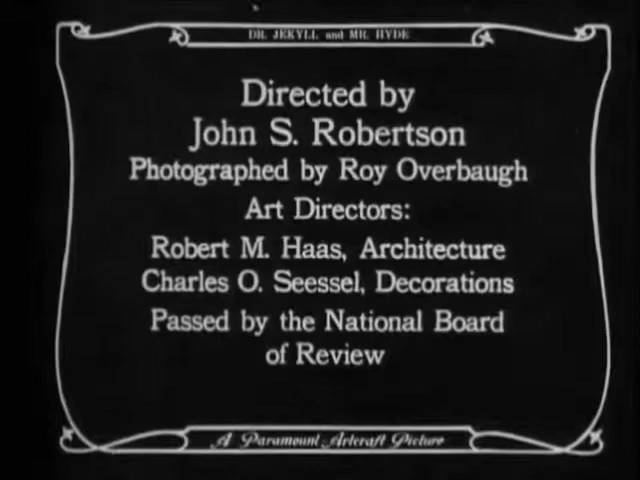 DR. JEKYLL and MR. HYDE
Directed by
John S. Robertson
Photographed by Roy Overbaugh
Art Directors:
Robert M. Haas, Architecture
Charles O. Seessel, Decorations
Passed by the National Board
of Review
A Paramount Artcraft Picture